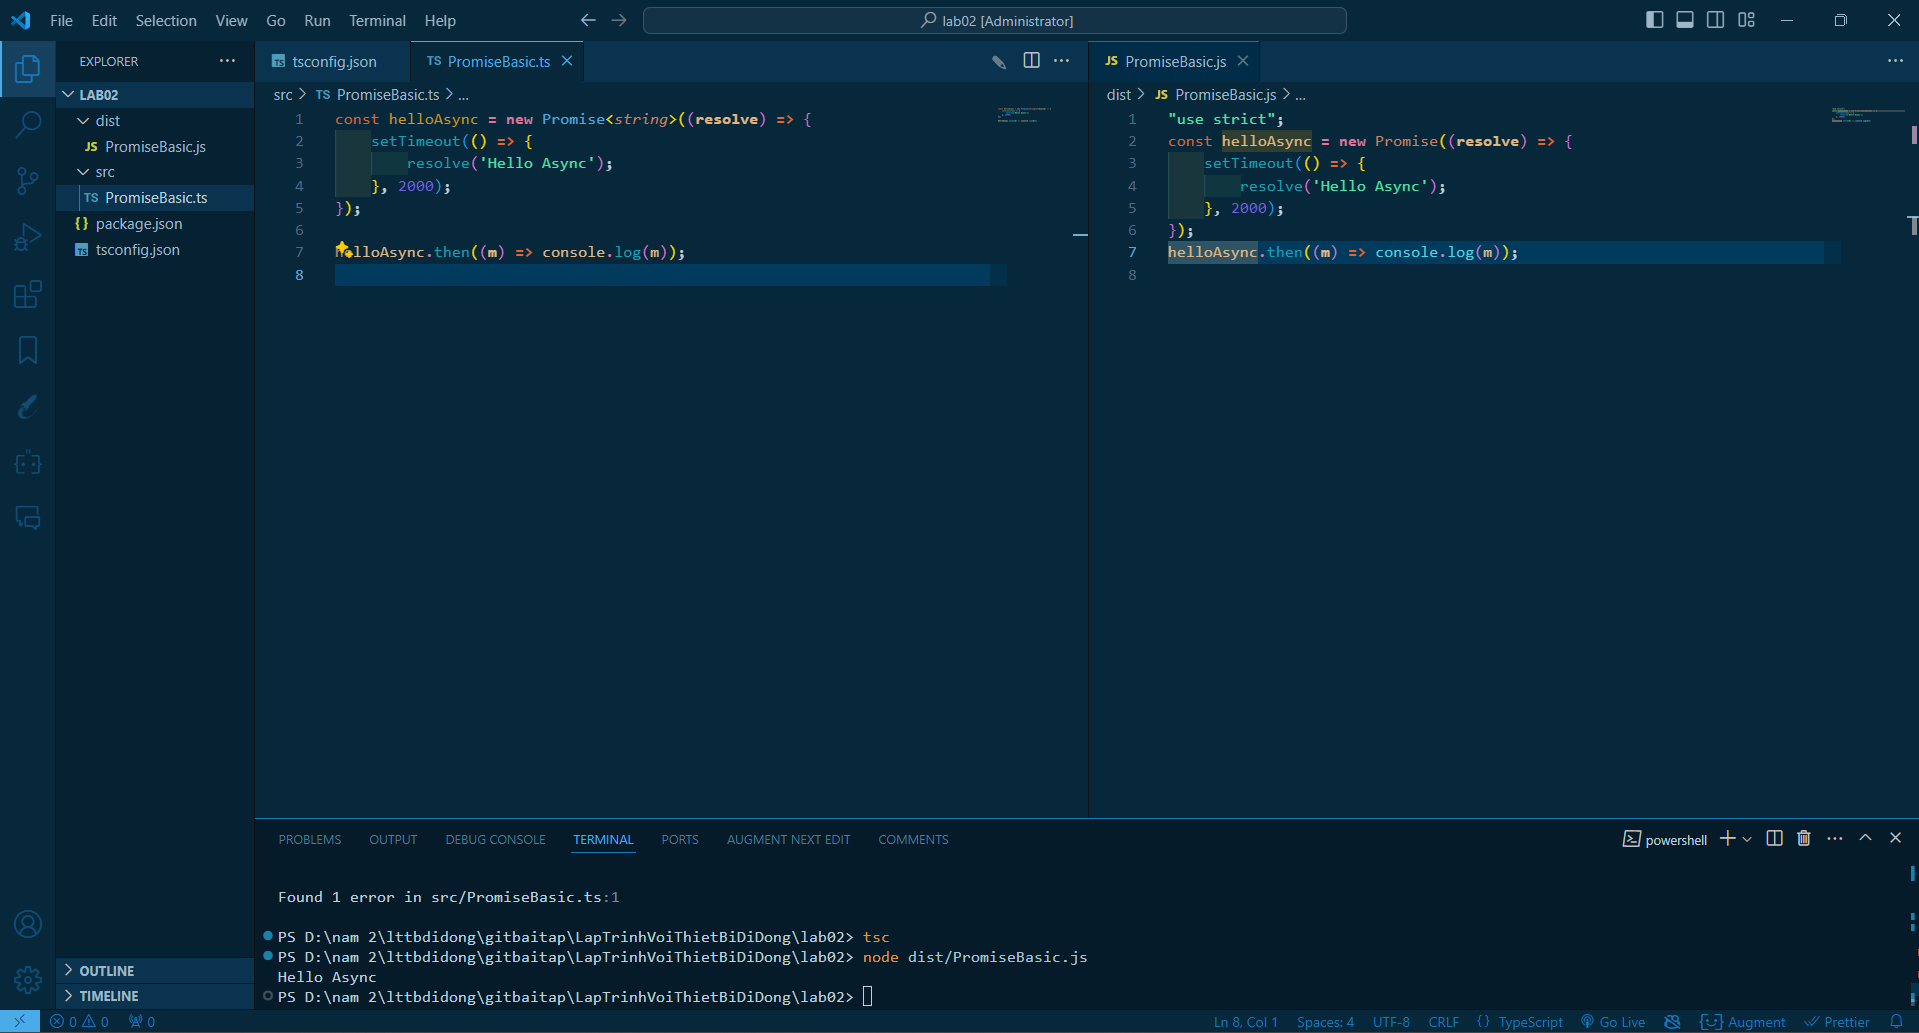 File Edit Selection View Go Run Terminal Help
lab02 [Administrator]
EXPLORER
LAB02
dist
JS PromiseBasic.js
src
TS PromiseBasic.ts
{} package.json
TS tsconfig.json
OUTLINE
TIMELINE
TS tsconfig.json
TS PromiseBasic.ts
src > TS PromiseBasic.ts > ...
1 const helloAsync = new Promise<string>((resolve) => {
2 setTimeout(() => {
3 resolve('Hello Async');
4 }, 2000);
5 });
6
7 lloAsync.then((m) => console.log(m));
8
JS PromiseBasic.js
dist > JS PromiseBasic.js > ...
1 "use strict";
2 const helloAsync = new Promise((resolve) => {
3 setTimeout(() => {
4 resolve('Hello Async');
5 }, 2000);
6 });
7 helloAsync.then((m) => console.log(m));
8
PROBLEMS OUTPUT DEBUG CONSOLE TERMINAL PORTS AUGMENT NEXT EDIT COMMENTS
powershell
Found 1 error in src/PromiseBasic.ts:1
PS D:\nam 2\lttbdidong\gitbaitap\LapTrinhVoiThietBiDiDong\lab02> tsc
PS D:\nam 2\lttbdidong\gitbaitap\LapTrinhVoiThietBiDiDong\lab02> node dist/PromiseBasic.js
Hello Async
PS D:\nam 2\lttbdidong\gitbaitap\LapTrinhVoiThietBiDiDong\lab02>
0 0 0
Ln 8, Col 1 Spaces: 4 UTF-8 CRLF {} TypeScript Go Live Augment Prettier